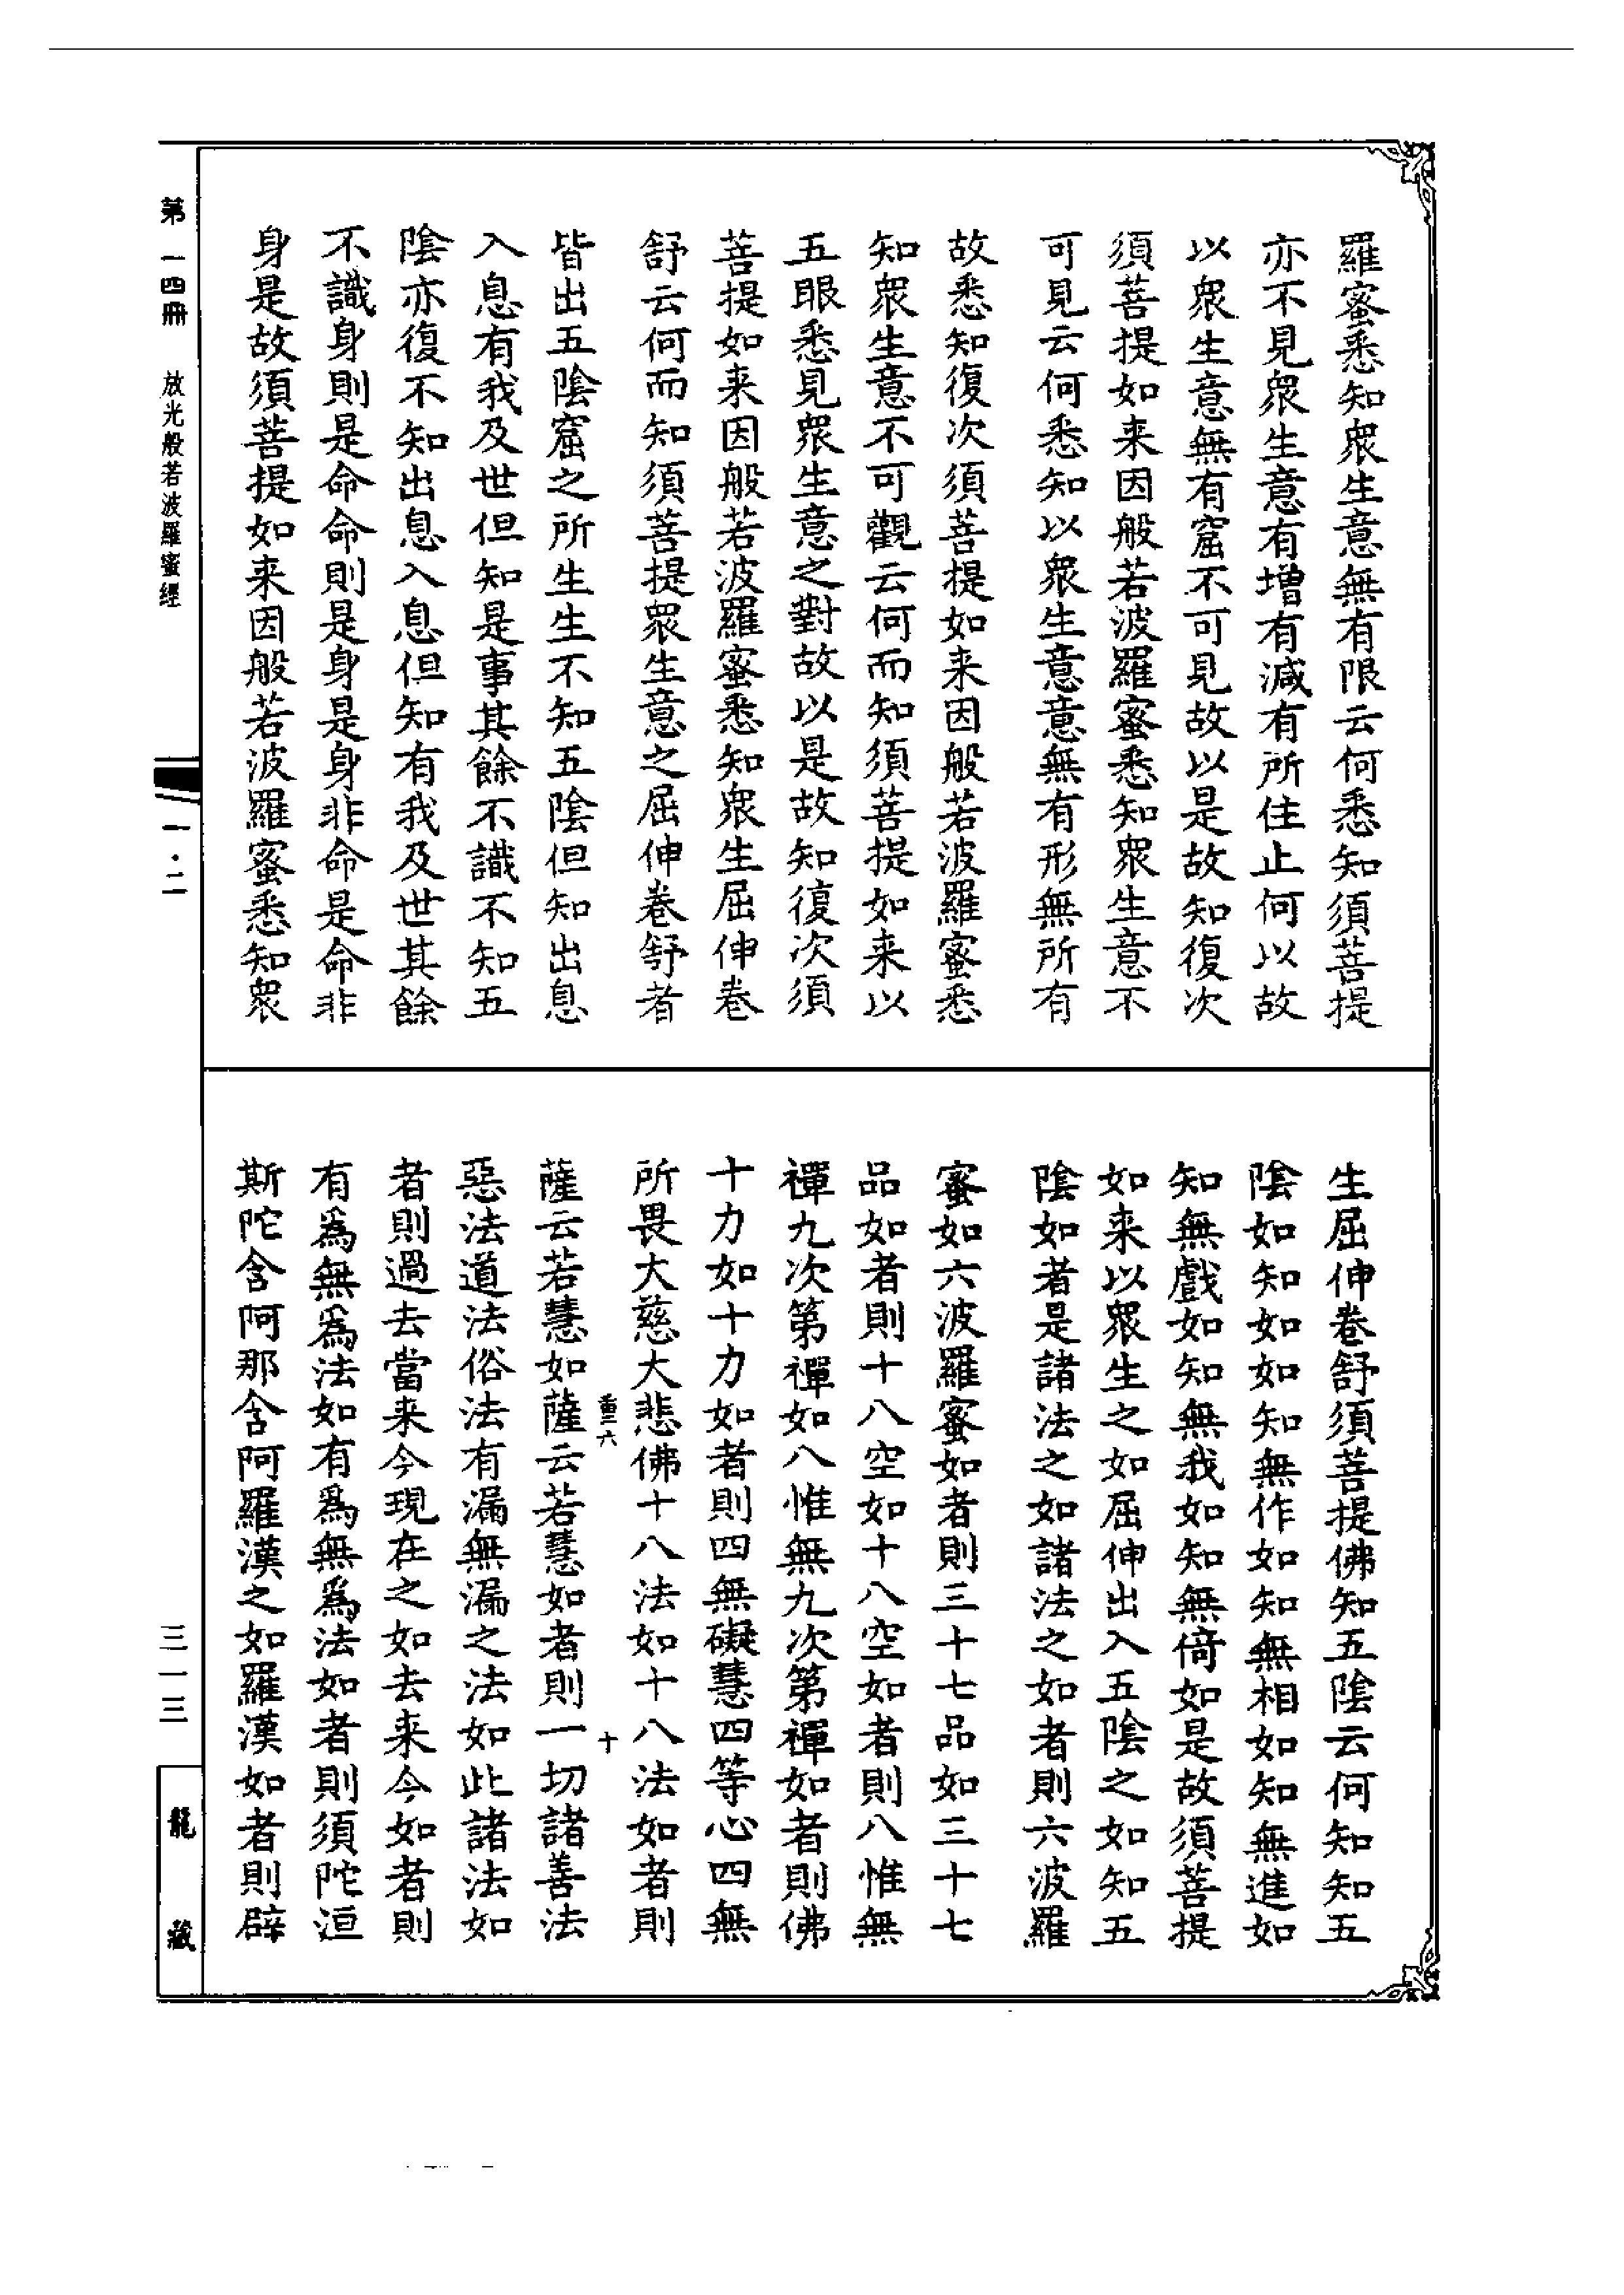 羅蜜悉知衆生意無有限云何悉知須菩提
亦不見衆生意有增有減有所住止何以故
以衆生意無有窟不可見故以是故知復次
須菩提如来因般若波羅蜜悉知衆生意不
可見云何悉知以衆生意意無有形無所有
故悉知復次須菩提如来因般若波羅蜜悉
知衆生意不可觀云何而知須菩提如来以
五眼悉見衆生意之對故以是故知復次須
菩提如来因般若波羅蜜悉知衆生屈伸卷
舒云何而知須菩提衆生意之屈伸卷舒者
皆出五陰窟之所生生不知五陰但知出息
入息有我及世但知是事其餘不識不知五
陰亦復不知出息入息但知有我及世其餘
不識身則是命命則是身是身非命是命非
身是故須菩提如来因般若波羅蜜悉知衆
生屈伸卷舒須菩提佛知五陰云何知知五
陰如知如如知無作如知無相如知無進如
知無戲如知無我如知無倚如是故須菩提
如来以衆生之如屈伸出入五陰之如知五
陰如者是諸法之如諸法之如者則六波羅
蜜如六波羅蜜如者則三十七品如三十七
品如者則十八空如十八空如者則八惟無
禪九次第禪如八惟無九次第禪如者則佛
十力如十力如者則四無礙慧四等心四無
所畏大慈大悲佛十八法如十八法如者則
重六 十
薩云若慧如薩云若慧如者則一切諸善法
惡法道法俗法有漏無漏之法如此諸法如
者則過去當来今現在之如去来今如者則
有爲無爲法如有爲無爲法如者則須陀洹
斯陀含阿那含阿羅漢之如羅漢如者則辟
第一四冊 放光般若波羅蜜經
一·二
三一三
龍藏